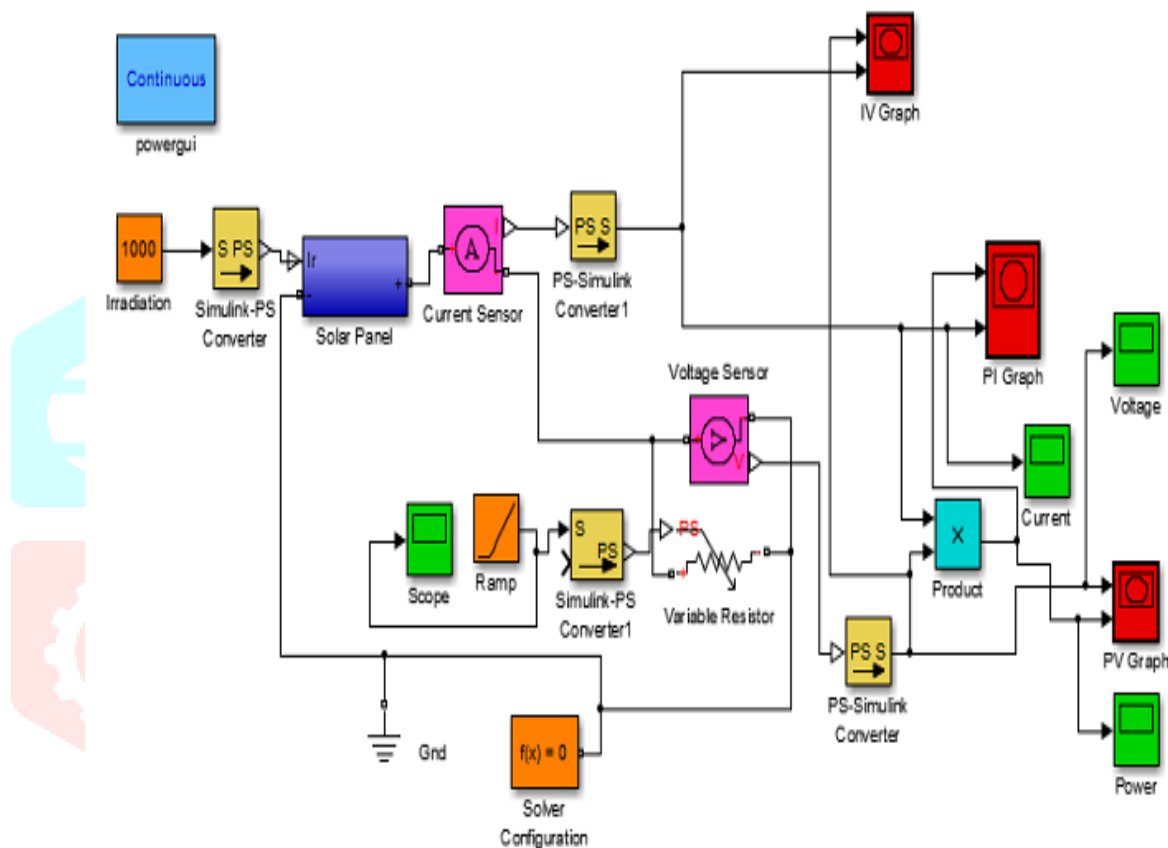 Continuous
powergui
IV Graph
1000
Irradiation
S PS
Simulink-PS
Converter
Ir
-
+
Solar Panel
+
A
I
-
Current Sensor
PS S
PS-Simulink
Converter1
PI Graph
Voltage
Voltage Sensor
+
V
V
-
Current
Scope
Ramp
S
PS
Simulink-PS
Converter1
PS
+
-
Variable Resistor
X
Product
PS S
PS-Simulink
Converter
PV Graph
Power
Gnd
f(x) = 0
Solver
Configuration